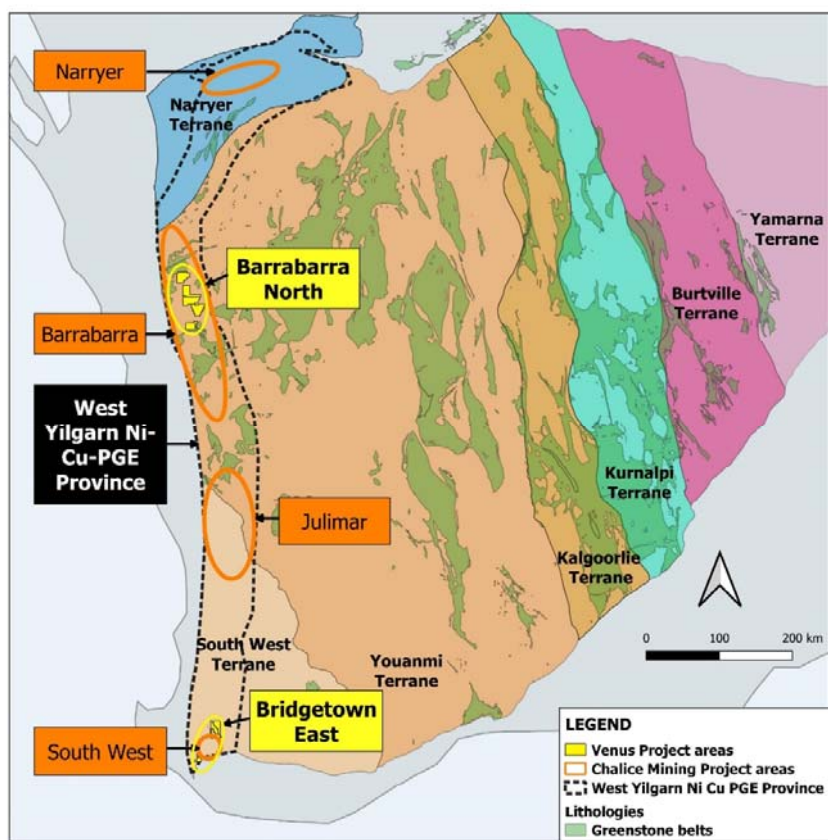 Narryer
Narryer
Terrane
Barrabarra
North
Yamarna
Terrane
Burtville
Terrane
Barrabarra
West
Yilgarn Ni-
Cu-PGE
Province
Kurnalpi
Terrane
Julimar
Kalgoorlie
Terrane
0 100 200 km
South West
Terrane
Youanmi
Terrane
Bridgetown
East
South West
LEGEND
Venus Project areas
Chalice Mining Project areas
West Yilgarn Ni Cu PGE Province
Lithologies
Greenstone belts